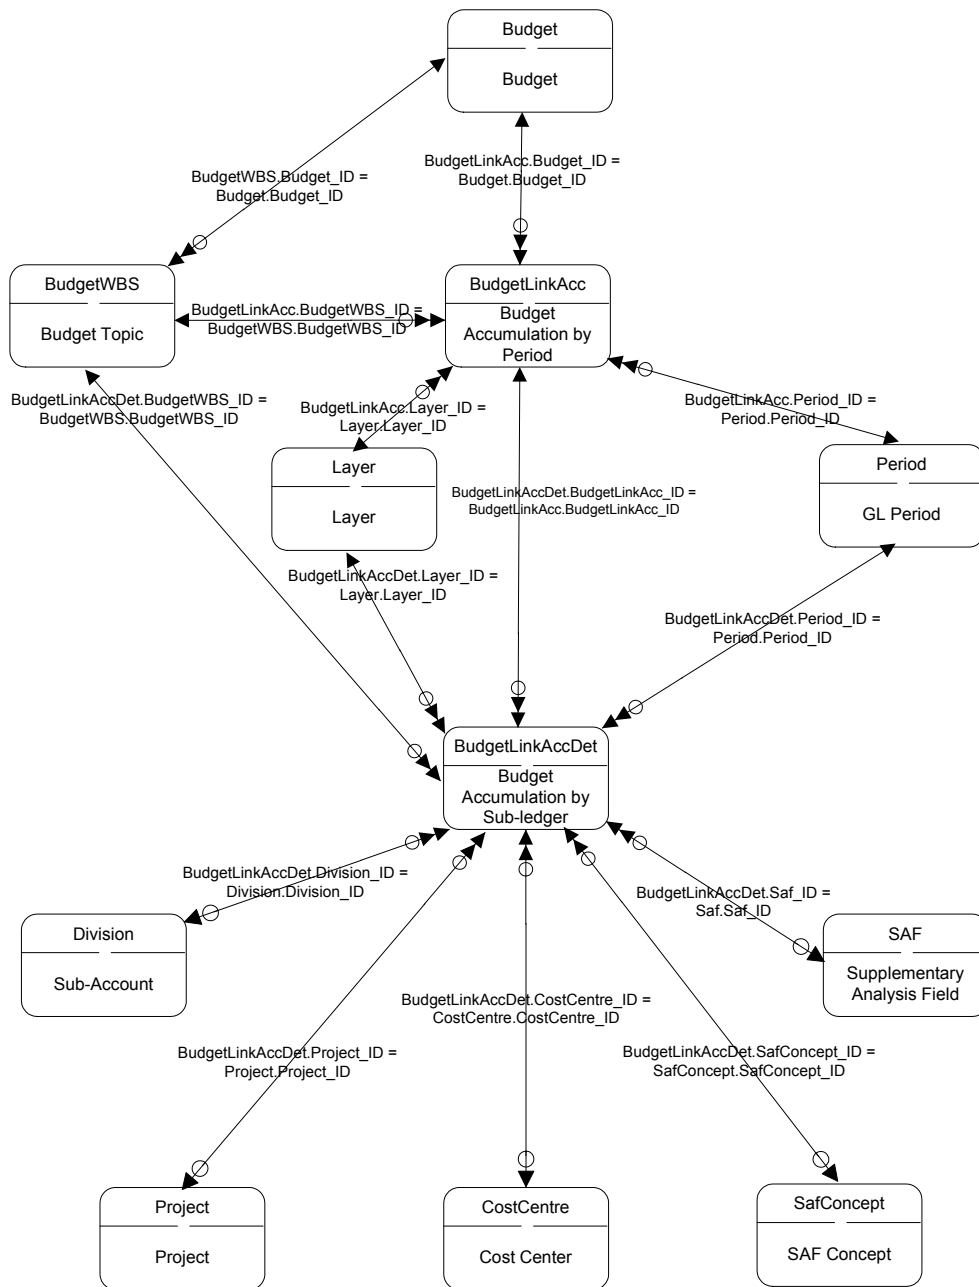 Budget
Budget
BudgetWBS.Budget_ID =
Budget.Budget_ID
BudgetLinkAcc.Budget_ID =
Budget.Budget_ID
BudgetWBS
Budget Topic
BudgetLinkAcc.BudgetWBS_ID =
BudgetWBS.BudgetWBS_ID
BudgetLinkAcc
Budget
Accumulation by
Period
BudgetLinkAccDet.BudgetWBS_ID =
BudgetWBS.BudgetWBS_ID
BudgetLinkAcc.Layer_ID =
Layer.Layer_ID
BudgetLinkAcc.Period_ID =
Period.Period_ID
Layer
Layer
BudgetLinkAccDet.BudgetLinkAcc_ID =
BudgetLinkAcc.BudgetLinkAcc_ID
Period
GL Period
BudgetLinkAccDet.Layer_ID =
Layer.Layer_ID
BudgetLinkAccDet.Period_ID =
Period.Period_ID
BudgetLinkAccDet
Budget
Accumulation by
Sub-ledger
BudgetLinkAccDet.Division_ID =
Division.Division_ID
BudgetLinkAccDet.Saf_ID =
Saf.Saf_ID
Division
Sub-Account
SAF
Supplementary
Analysis Field
BudgetLinkAccDet.CostCentre_ID =
CostCentre.CostCentre_ID
BudgetLinkAccDet.Project_ID =
Project.Project_ID
BudgetLinkAccDet.SafConcept_ID =
SafConcept.SafConcept_ID
Project
Project
CostCentre
Cost Center
SafConcept
SAF Concept